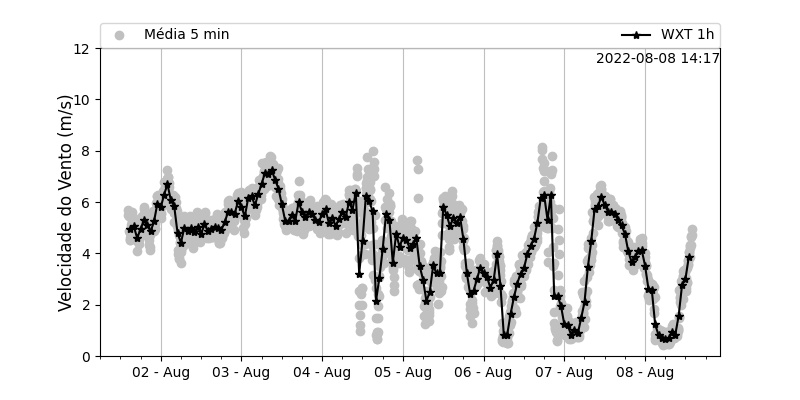 Média 5 min
WXT 1h
2022-08-08 14:17
Velocidade do Vento (m/s)
12
10
8
6
4
2
0
02 - Aug
03 - Aug
04 - Aug
05 - Aug
06 - Aug
07 - Aug
08 - Aug